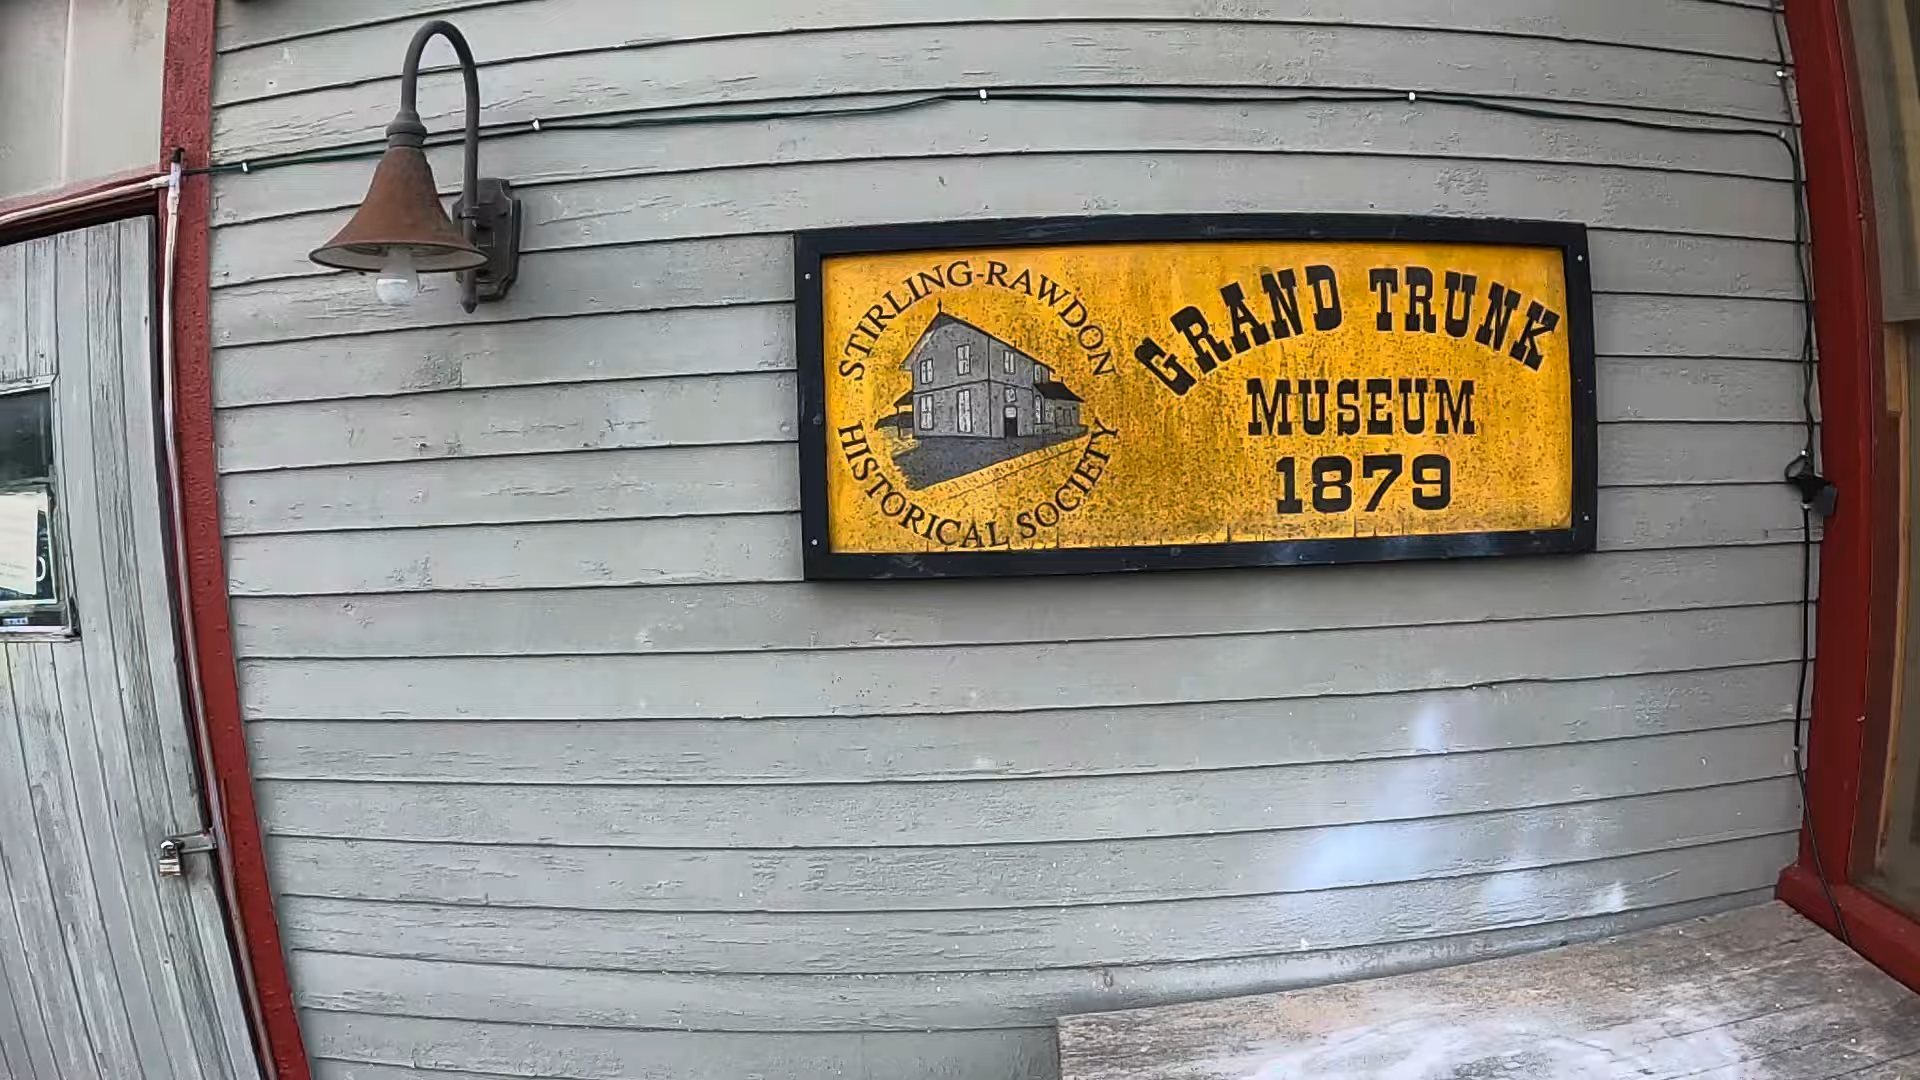 STIRLING-RAWDON
HISTORICAL SOCIETY
GRAND TRUNK
MUSEUM
1879